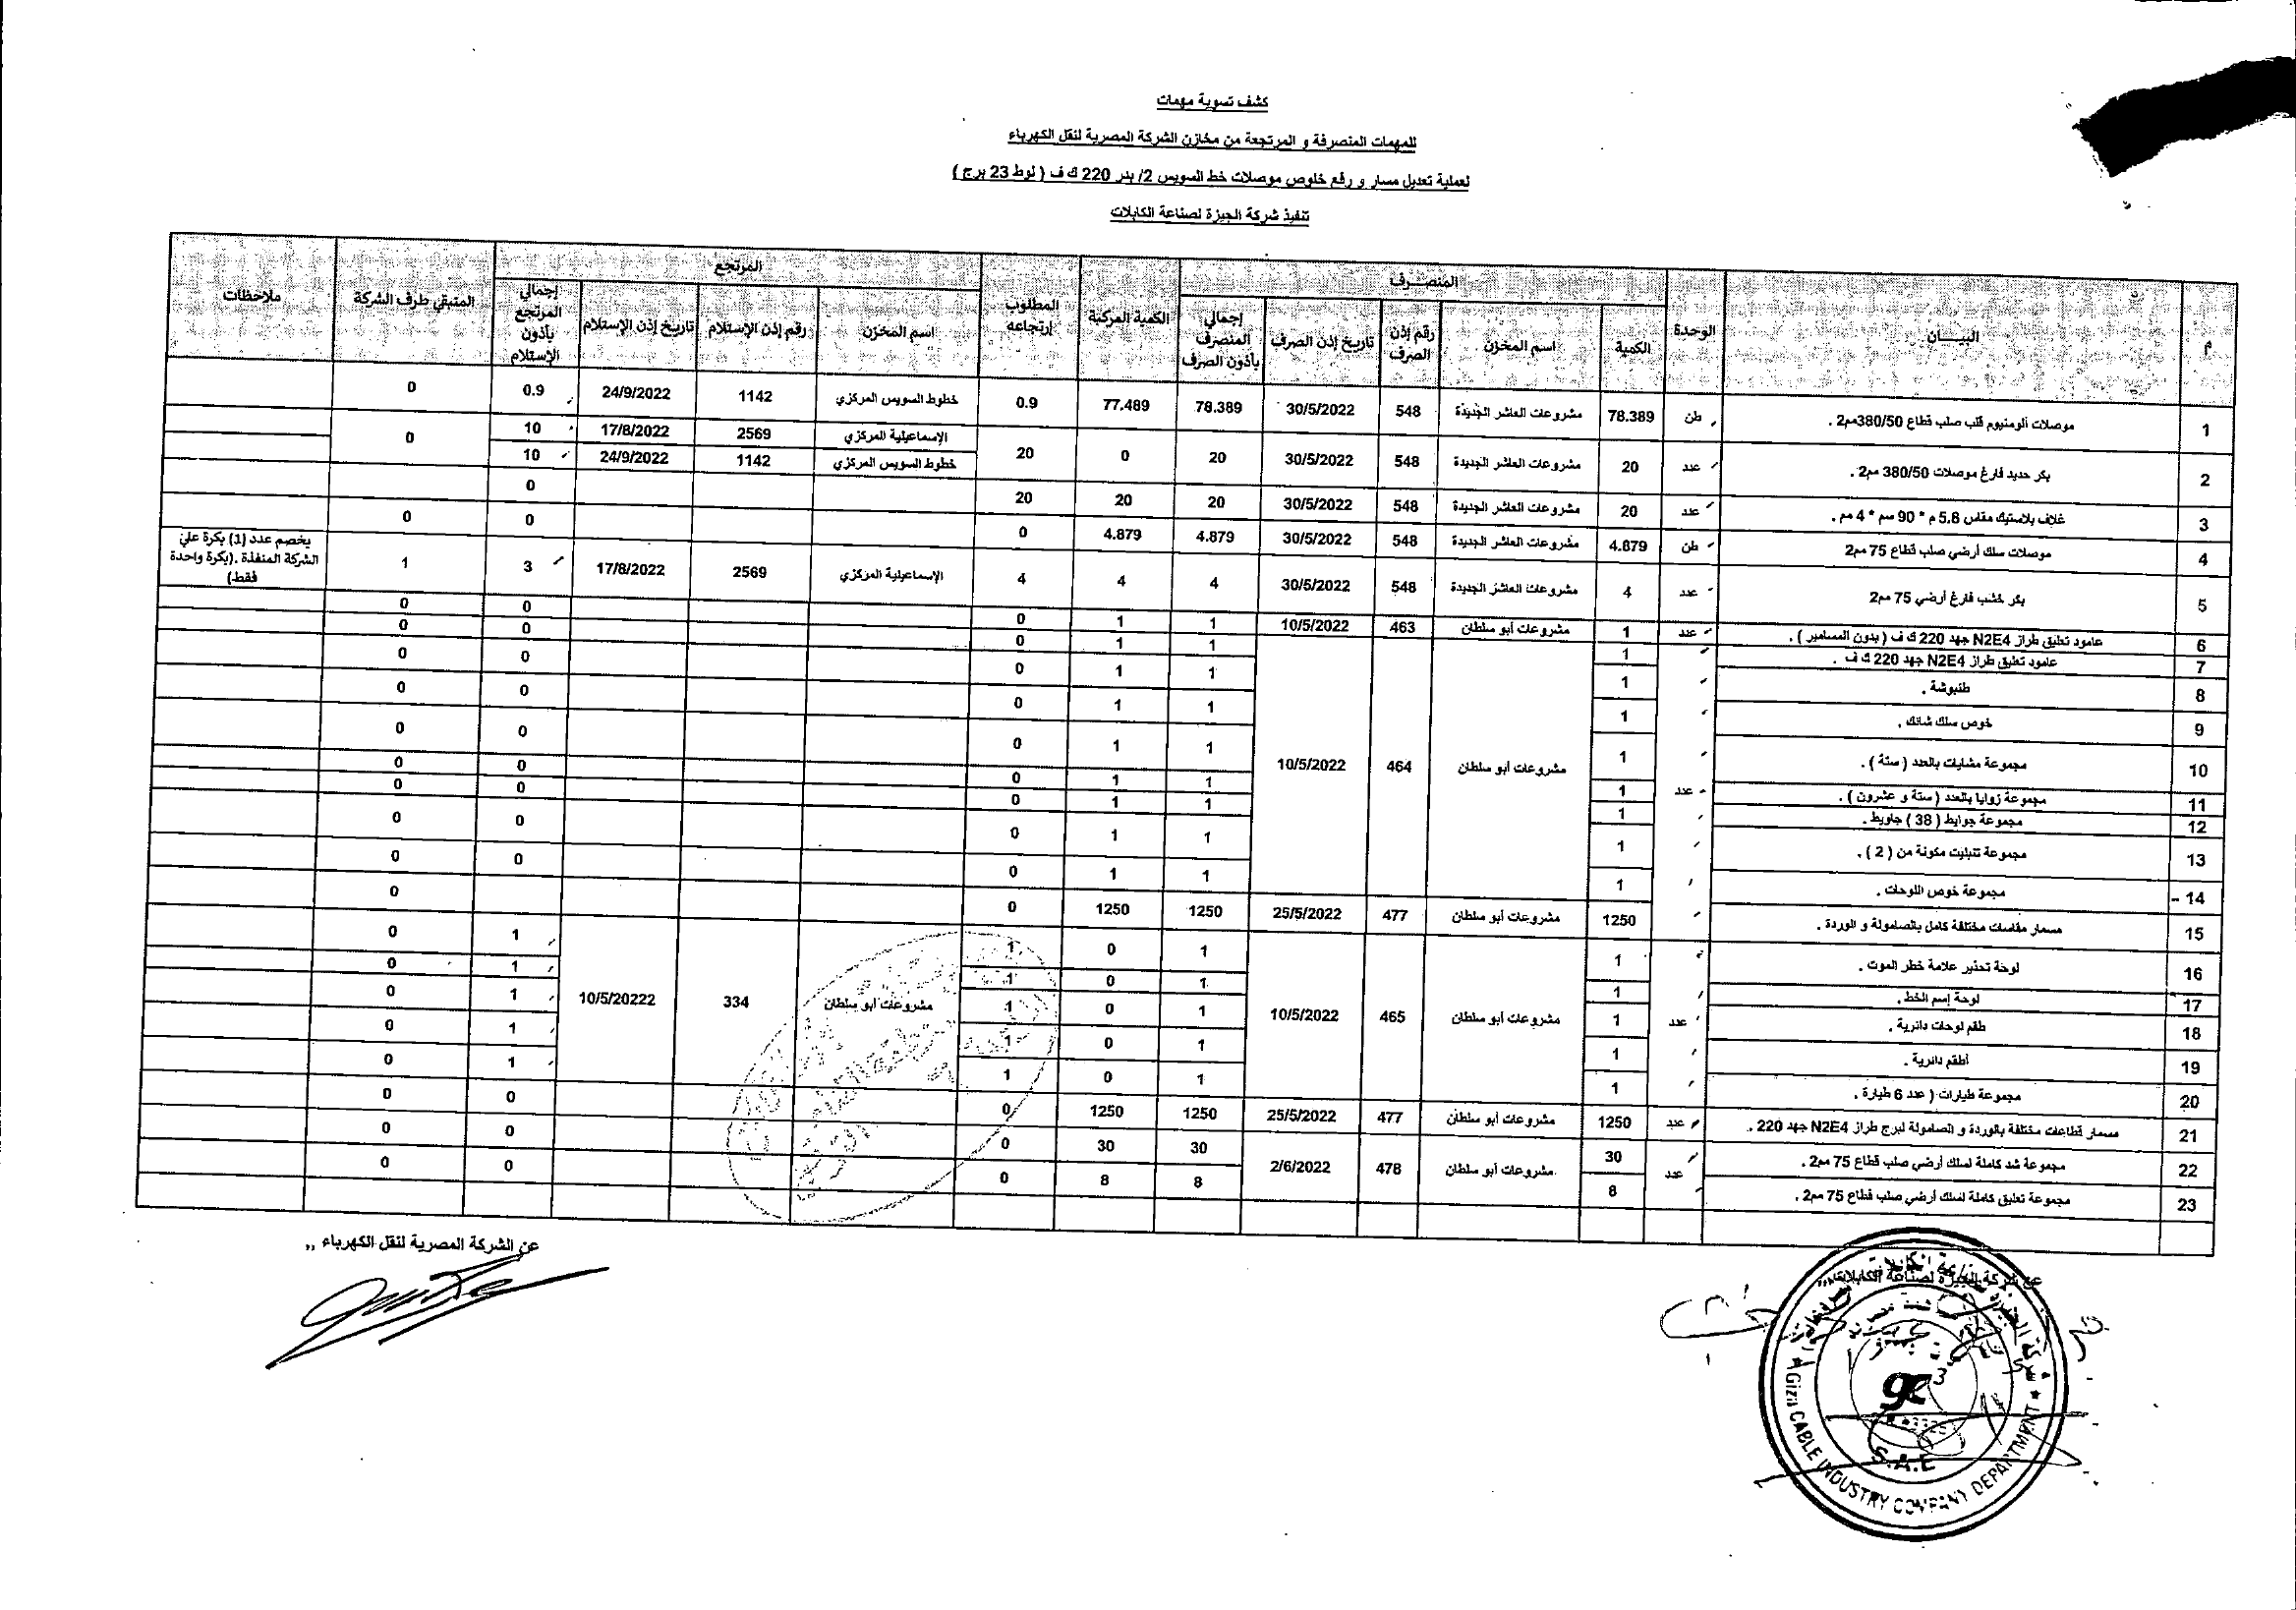 كشف تسوية مهمات
للمهمات المنصرفة و المرتجعة من مخازن الشركة المصرية لنقل الكهرباء
لعملية تعديل مسار و رفع خلوص موصلات خط السويس 2/ بدر 220 ك ف ( لوط 23 برج )
تنفيذ شركة الجيزة لصناعة الكابلات
م البيـــان الوحدة المنصـــرف الكمية المركبة المطلوب إرتجاعه المرتجع المتبقي طرف الشركة ملاحظات
الكمية اسم المخزن رقم إذن الصرف تاريخ إذن الصرف إجمالي المنصرف بأذون الصرف اسم المخزن رقم إذن الإستلام تاريخ إذن الإستلام إجمالي المرتجع بأذون الإستلام
1 موصلات ألومنيوم قلب صلب قطاع 380/50مم2 . طن 78.389 مشروعات العاشر الجديدة 548 30/5/2022 78.389 77.489 0.9 خطوط السويس المركزي 1142 24/9/2022 0.9 0
2 بكر حديد فارغ موصلات 380/50 مم2 . عدد 20 مشروعات العاشر الجديدة 548 30/5/2022 20 0 20 الإسماعيلية المركزي 2569 17/8/2022 10 0
خطوط السويس المركزي 1142 24/9/2022 10
3 غلاف بلاستيك مقاس 5.8 م * 90 سم * 4 مم . عدد 20 مشروعات العاشر الجديدة 548 30/5/2022 20 20 20 0
4 موصلات سلك أرضي صلب قطاع 75 مم2 طن 4.879 مشروعات العاشر الجديدة 548 30/5/2022 4.879 4.879 0 0 0
5 بكر خشب فارغ أرضي 75 مم2 عدد 4 مشروعات العاشر الجديدة 548 30/5/2022 4 4 4 الإسماعيلية المركزي 2569 17/8/2022 3 1 يخصم عدد (1) بكرة علي الشركة المنفذة .(بكرة واحدة فقط)
6 عامود تعليق طراز N2E4 جهد 220 ك ف ( بدون المسامير ) . عدد 1 مشروعات أبو سلطان 463 10/5/2022 1 1 0 0 0
7 عامود تعليق طراز N2E4 جهد 220 ك ف . 1 1 1 0 0 0
8 طنبوشة . 1 1 1 0 0 0
9 خوص سلك شائك . 1 1 1 0 0 0
10 مجموعة مشايات بالعدد ( ستة ) . 1 مشروعات أبو سلطان 464 10/5/2022 1 1 0 0 0
11 مجموعة زوايا بالعدد ( ستة و عشرون ) . عدد 1 1 1 0 0 0
12 مجموعة جوايط ( 38 ) جاويط . 1 1 1 0 0 0
13 مجموعة تتبليت مكونة من ( 2 ) . 1 1 1 0 0 0
14 مجموعة خوص اللوحات . 1 1 1 0 0 0
15 مسمار مقاسات مختلفة كامل بالصامولة و الوردة . 1250 مشروعات أبو سلطان 477 25/5/2022 1250 1250 0 0
16 لوحة تحذير علامة خطر الموت . 1 1 0 1 1 0
17 لوحة إسم الخط . 1 1 0 1 1 0
18 طقم لوحات دائرية . عدد 1 مشروعات أبو سلطان 465 10/5/2022 1 0 1 مشروعات أبو سلطان 334 10/5/20222 1 0
19 أطقم دائرية . 1 1 0 1 1 0
20 مجموعة طيارات ( عدد 6 طيارة . 1 1 0 1 1 0
21 مسمار قطاعات مختلفة بالوردة و الصامولة لبرج طراز N2E4 جهد 220 . عدد 1250 مشروعات أبو سلطان 477 25/5/2022 1250 1250 0 0 0
22 مجموعة شد كاملة لسلك أرضي صلب قطاع 75 مم2 . عدد 30 مشروعات أبو سلطان 478 2/6/2022 30 30 0 0 0
23 مجموعة تعليق كاملة لسلك أرضي صلب قطاع 75 مم2 . 8 8 8 0 0 0
عن الشركة المصرية لنقل الكهرباء ,,
عن شركة الجيزة لصناعة الكابلات,,
gc
S.A.E
Giza CABLE INDUSTRY COMPANY DEPARTMENT